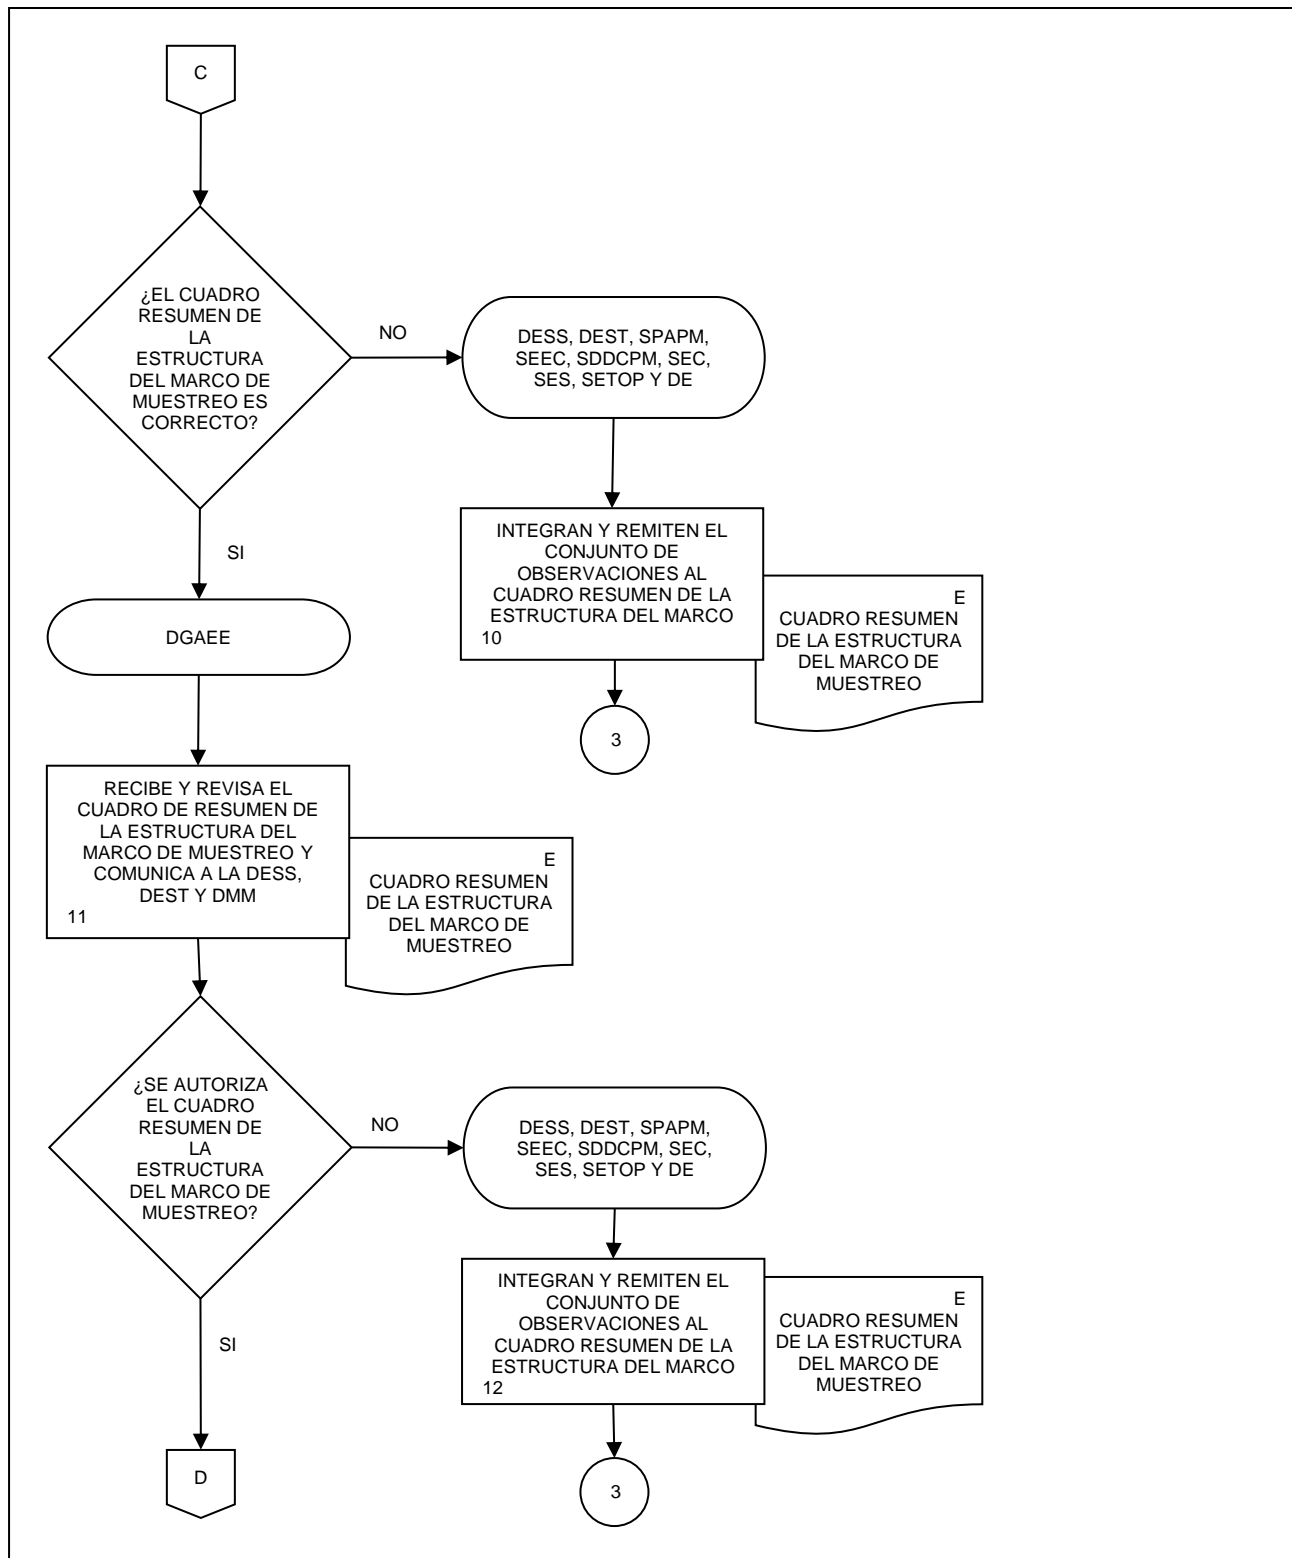 C
¿EL CUADRO
RESUMEN DE
LA
ESTRUCTURA
DEL MARCO DE
MUESTREO ES
CORRECTO?
NO
DESS, DEST, SPAPM,
SEEC, SDDCPM, SEC,
SES, SETOP Y DE
INTEGRAN Y REMITEN EL
CONJUNTO DE
OBSERVACIONES AL
CUADRO RESUMEN DE LA
ESTRUCTURA DEL MARCO
10
E
CUADRO RESUMEN
DE LA ESTRUCTURA
DEL MARCO DE
MUESTREO
3
SI
DGAEE
RECIBE Y REVISA EL
CUADRO DE RESUMEN DE
LA ESTRUCTURA DEL
MARCO DE MUESTREO Y
COMUNICA A LA DESS,
DEST Y DMM
11
E
CUADRO RESUMEN
DE LA ESTRUCTURA
DEL MARCO DE
MUESTREO
¿SE AUTORIZA
EL CUADRO
RESUMEN DE
LA
ESTRUCTURA
DEL MARCO DE
MUESTREO?
NO
DESS, DEST, SPAPM,
SEEC, SDDCPM, SEC,
SES, SETOP Y DE
INTEGRAN Y REMITEN EL
CONJUNTO DE
OBSERVACIONES AL
CUADRO RESUMEN DE LA
ESTRUCTURA DEL MARCO
12
E
CUADRO RESUMEN
DE LA ESTRUCTURA
DEL MARCO DE
MUESTREO
3
SI
D